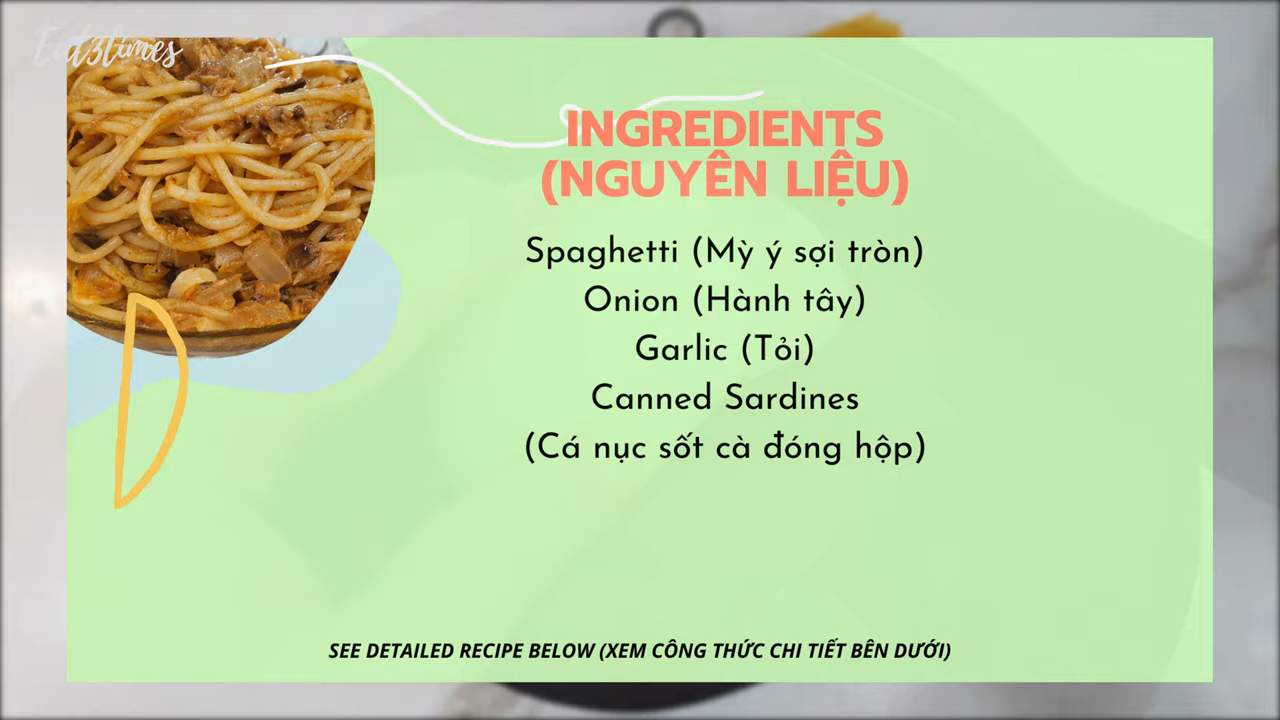 Eat3times
INGREDIENTS
(NGUYÊN LIỆU)
Spaghetti (Mỳ ý sợi tròn)
Onion (Hành tây)
Garlic (Tỏi)
Canned Sardines
(Cá nục sốt cà đóng hộp)
SEE DETAILED RECIPE BELOW (XEM CÔNG THỨC CHI TIẾT BÊN DƯỚI)